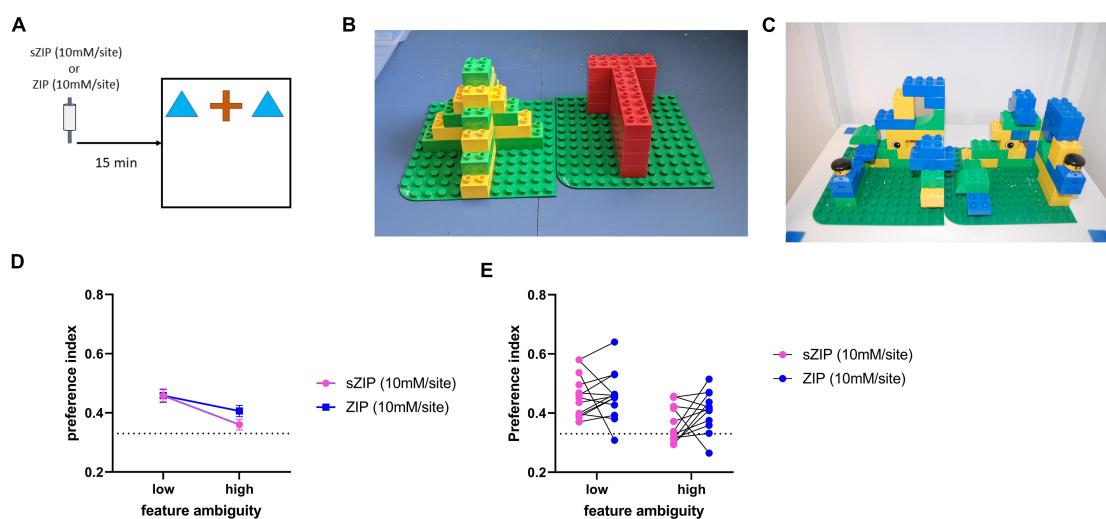 A
sZIP (10mM/site)
or
ZIP (10mM/site)
15 min
B
C
D
0.8
0.6
0.4
0.2
preference index
low
high
feature ambiguity
sZIP (10mM/site)
ZIP (10mM/site)
E
0.8
0.6
0.4
0.2
Preference index
low
high
feature ambiguity
sZIP (10mM/site)
ZIP (10mM/site)